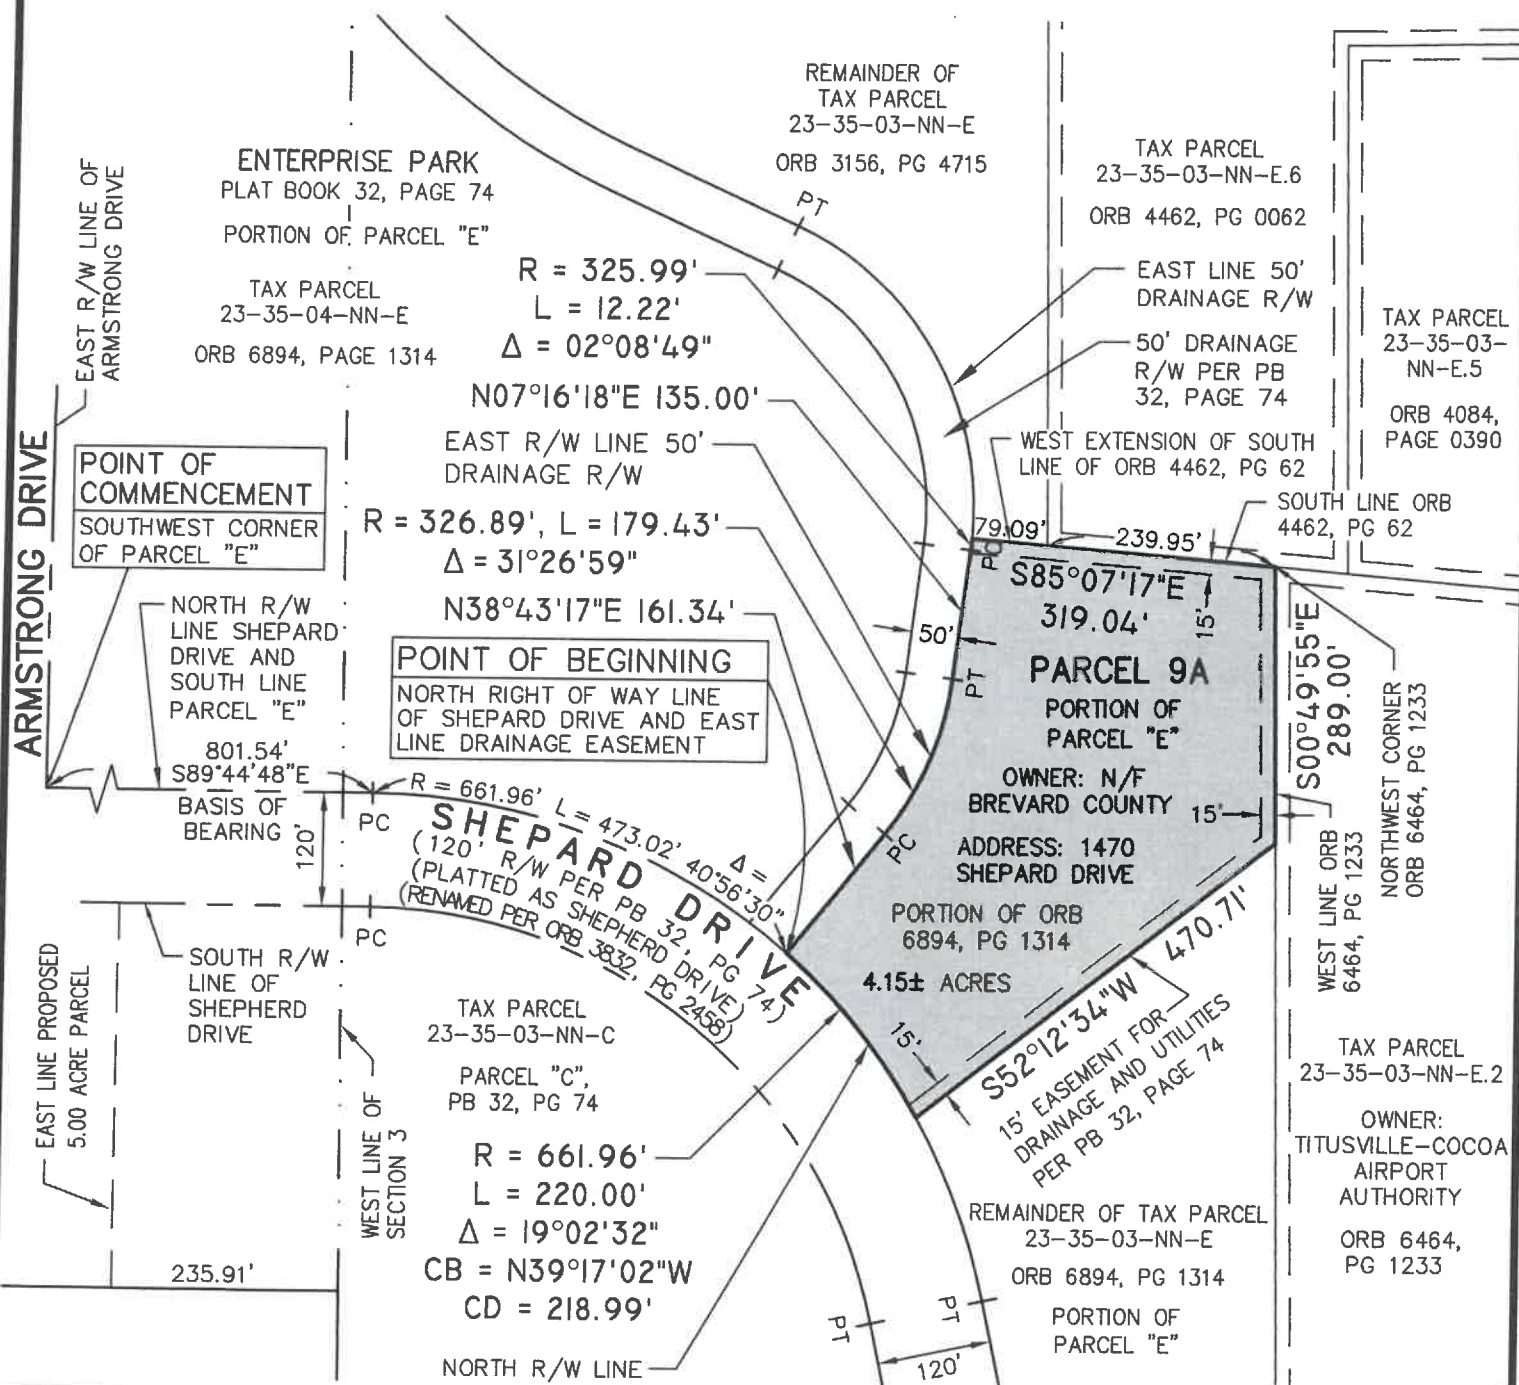 REMAINDER OF
TAX PARCEL
23-35-03-NN-E
ORB 3156, PG 4715
TAX PARCEL
23-35-03-NN-E.6
ORB 4462, PG 0062
ENTERPRISE PARK
PLAT BOOK 32, PAGE 74
PORTION OF PARCEL "E"
TAX PARCEL
23-35-04-NN-E
ORB 6894, PAGE 1314
EAST R/W LINE OF
ARMSTRONG DRIVE
ARMSTRONG DRIVE
PT
EAST LINE 50'
DRAINAGE R/W
50' DRAINAGE
R/W PER PB
32, PAGE 74
TAX PARCEL
23-35-03-
NN-E.5
ORB 4084,
PAGE 0390
R = 325.99'
L = 12.22'
Δ = 02°08'49"
N07°16'18"E 135.00'
EAST R/W LINE 50'
DRAINAGE R/W
R = 326.89', L = 179.43'
Δ = 31°26'59"
N38°43'17"E 161.34'
WEST EXTENSION OF SOUTH
LINE OF ORB 4462, PG 62
SOUTH LINE ORB
4462, PG 62
POINT OF
COMMENCEMENT
SOUTHWEST CORNER
OF PARCEL "E"
NORTH R/W
LINE SHEPARD
DRIVE AND
SOUTH LINE
PARCEL "E"
POINT OF BEGINNING
NORTH RIGHT OF WAY LINE
OF SHEPARD DRIVE AND EAST
LINE DRAINAGE EASEMENT
79.09'
239.95'
PC
S85°07'17"E
319.04'
15'
50'
PT
PARCEL 9A
PORTION OF
PARCEL "E"
OWNER: N/F
BREVARD COUNTY
15'
ADDRESS: 1470
SHEPARD DRIVE
PORTION OF ORB
6894, PG 1314
4.15± ACRES
PC
S00°49'55"E
289.00'
NORTHWEST CORNER
ORB 6464, PG 1233
WEST LINE ORB
6464, PG 1233
801.54'
S89°44'48"E
BASIS OF
BEARING
120'
PC
R = 661.96' L = 473.02' Δ =
40°56'30"
SHEPARD DRIVE
(120' R/W PER PB 32, PG 74)
(PLATTED AS SHEPHERD DRIVE)
(RENAMED PER ORB 3832, PG 2458)
PC
SOUTH R/W
LINE OF
SHEPHERD
DRIVE
EAST LINE PROPOSED
5.00 ACRE PARCEL
WEST LINE OF
SECTION 3
235.91'
TAX PARCEL
23-35-03-NN-C
PARCEL "C",
PB 32, PG 74
R = 661.96'
L = 220.00'
Δ = 19°02'32"
CB = N39°17'02"W
CD = 218.99'
NORTH R/W LINE
15'
S52°12'34"W 470.71'
15' EASEMENT FOR
DRAINAGE AND UTILITIES
PER PB 32, PAGE 74
REMAINDER OF TAX PARCEL
23-35-03-NN-E
ORB 6894, PG 1314
PORTION OF
PARCEL "E"
TAX PARCEL
23-35-03-NN-E.2
OWNER:
TITUSVILLE-COCOA
AIRPORT
AUTHORITY
ORB 6464,
PG 1233
PT
PT
120'